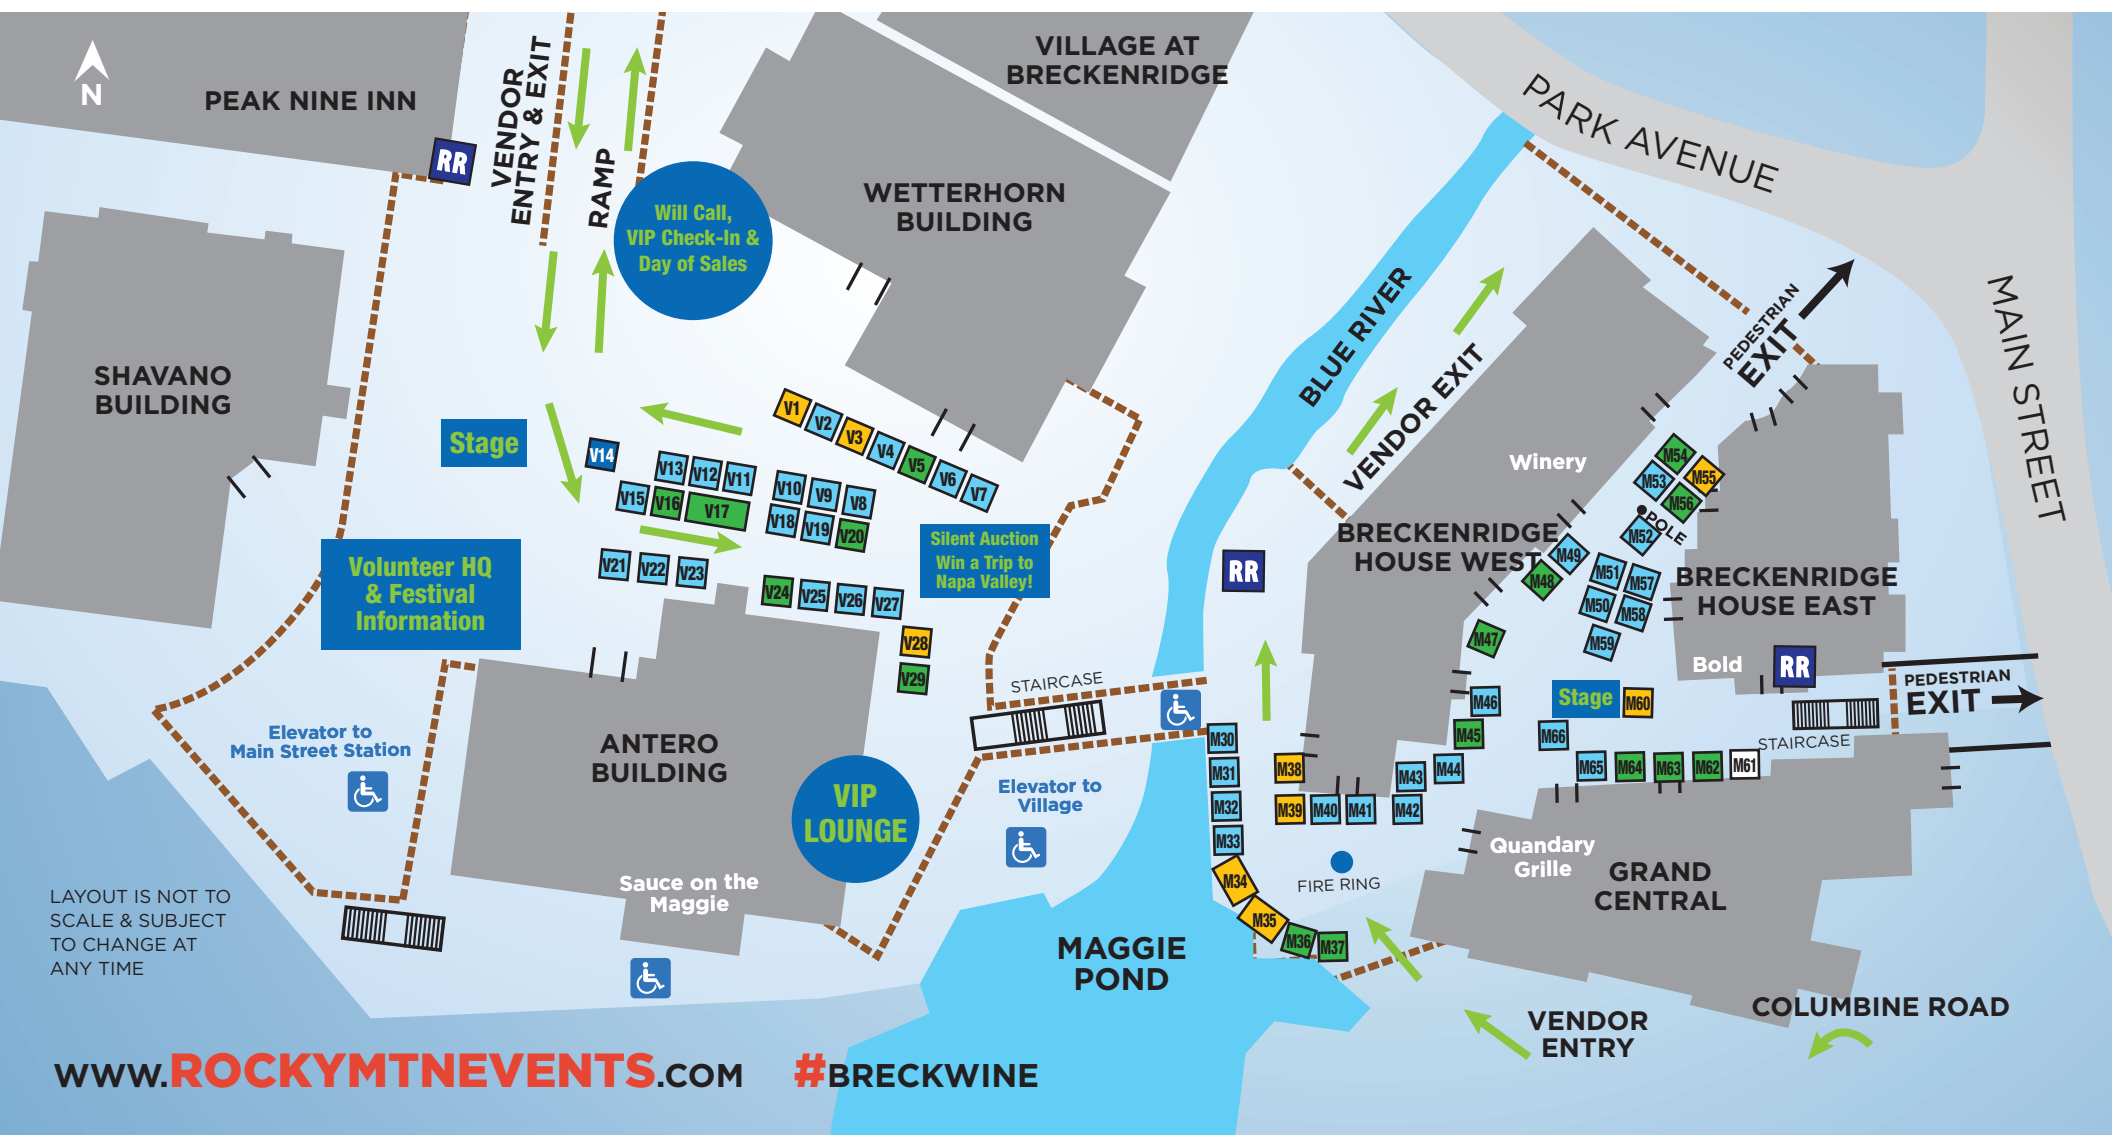 N
PEAK NINE INN
RR
VENDOR
ENTRY & EXIT
RAMP
Will Call,
VIP Check-In &
Day of Sales
VILLAGE AT
BRECKENRIDGE
WETTERHORN
BUILDING
PARK AVENUE
MAIN STREET
BLUE RIVER
VENDOR EXIT
PEDESTRIAN
EXIT
SHAVANO
BUILDING
Stage
V1
V2
V3
V4
V5
V6
V7
V14
V13
V12
V11
V10
V9
V8
V15
V16
V17
V18
V19
V20
V21
V22
V23
V24
V25
V26
V27
V28
V29
Silent Auction
Win a Trip to
Napa Valley!
Volunteer HQ
& Festival
Information
Elevator to
Main Street Station
ANTERO
BUILDING
VIP
LOUNGE
Sauce on the
Maggie
STAIRCASE
Elevator to
Village
RR
Winery
BRECKENRIDGE
HOUSE WEST
M54
M55
M53
M56
POLE
M52
M49
M48
M51
M57
M50
M58
M59
M47
BRECKENRIDGE
HOUSE EAST
Bold
RR
PEDESTRIAN
EXIT
STAIRCASE
Stage
M60
M46
M45
M66
M65
M64
M63
M62
M61
M44
M43
M42
M41
M40
M39
M38
M30
M31
M32
M33
M34
M35
M36
M37
FIRE RING
Quandary
Grille
GRAND
CENTRAL
MAGGIE
POND
VENDOR
ENTRY
COLUMBINE ROAD
LAYOUT IS NOT TO
SCALE & SUBJECT
TO CHANGE AT
ANY TIME
WWW.ROCKYMTNEVENTS.COM #BRECKWINE